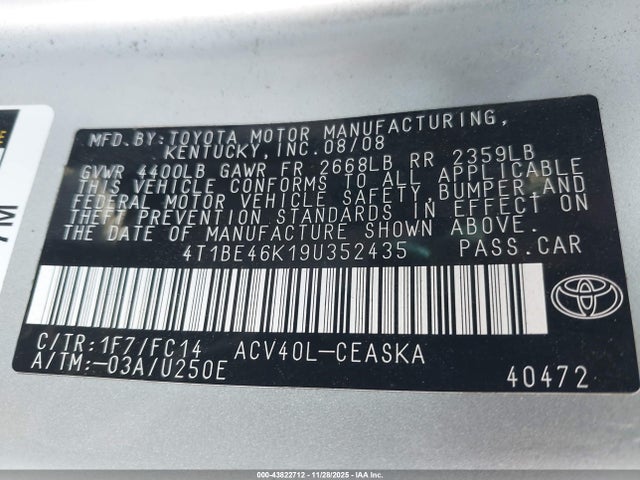 MFD.BY:TOYOTA MOTOR MANUFACTURING,
KENTUCKY,INC.08/08
GVWR 4400LB GAWR FR 2668LB RR 2359LB
THIS VEHICLE CONFORMS TO ALL APPLICABLE
FEDERAL MOTOR VEHICLE SAFETY,BUMPER,AND
THEFT PREVENTION STANDARDS IN EFFECT ON
THE DATE OF MANUFACTURE SHOWN ABOVE.
4T1BE46K19U352435 PASS.CAR
C/TR:1F7/FC14 ACV40L-CEASKA
A/TM:-03A/U250E
40472
000-43822712 - 11/28/2025 - IAA Inc.